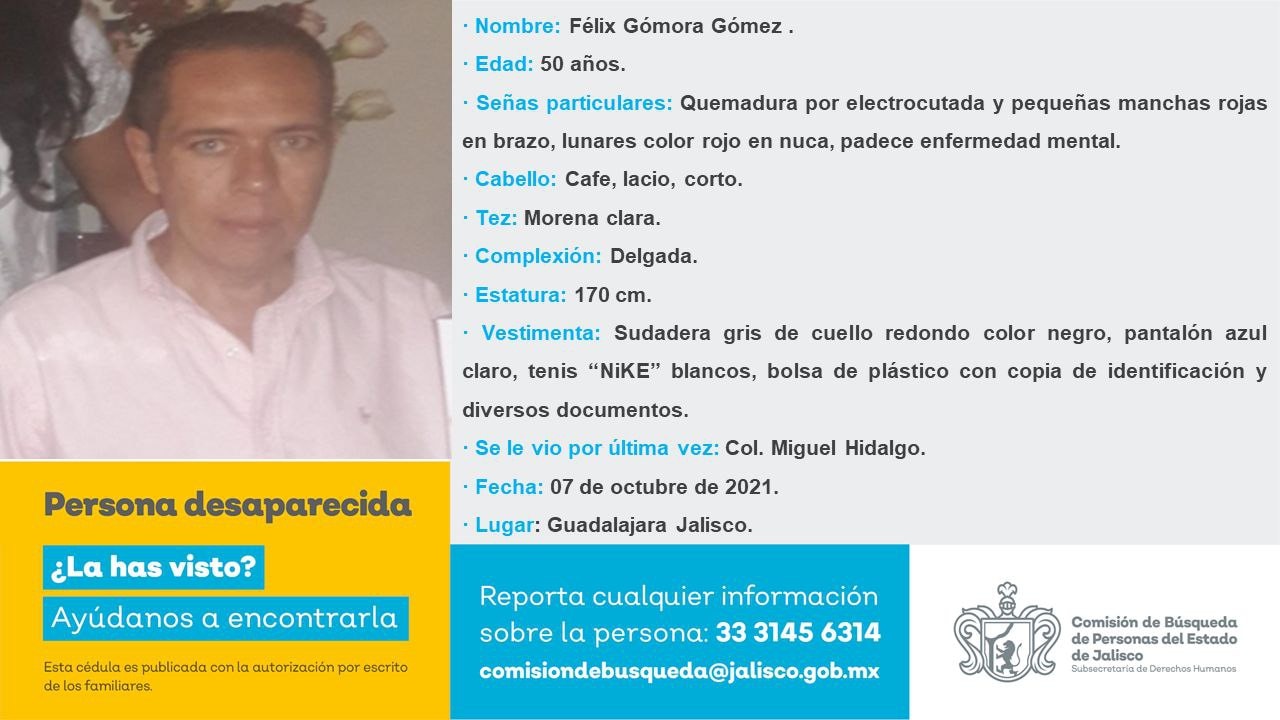 · Nombre: Félix Gómora Gómez .
· Edad: 50 años.
· Señas particulares: Quemadura por electrocutada y pequeñas manchas rojas
en brazo, lunares color rojo en nuca, padece enfermedad mental.
· Cabello: Cafe, lacio, corto.
· Tez: Morena clara.
· Complexión: Delgada.
· Estatura: 170 cm.
· Vestimenta: Sudadera gris de cuello redondo color negro, pantalón azul
claro, tenis “NiKE” blancos, bolsa de plástico con copia de identificación y
diversos documentos.
· Se le vio por última vez: Col. Miguel Hidalgo.
· Fecha: 07 de octubre de 2021.
· Lugar: Guadalajara Jalisco.
Persona desaparecida
¿La has visto?
Ayúdanos a encontrarla
Esta cédula es publicada con la autorización por escrito
de los familiares.
Reporta cualquier información
sobre la persona: 33 3145 6314
comisiondebusqueda@jalisco.gob.mx
Comisión de Búsqueda
de Personas del Estado
de Jalisco
Subsecretaría de Derechos Humanos